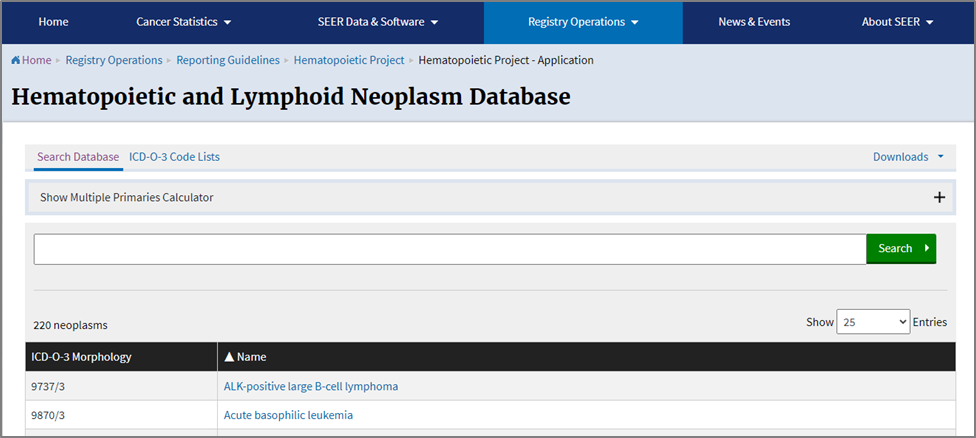 Home Cancer Statistics SEER Data & Software Registry Operations News & Events About SEER
Home Registry Operations Reporting Guidelines Hematopoietic Project Hematopoietic Project - Application
Hematopoietic and Lymphoid Neoplasm Database
Search Database ICD-O-3 Code Lists Downloads
Show Multiple Primaries Calculator
Search
220 neoplasms Show 25 Entries
ICD-O-3 Morphology Name
9737/3 ALK-positive large B-cell lymphoma
9870/3 Acute basophilic leukemia